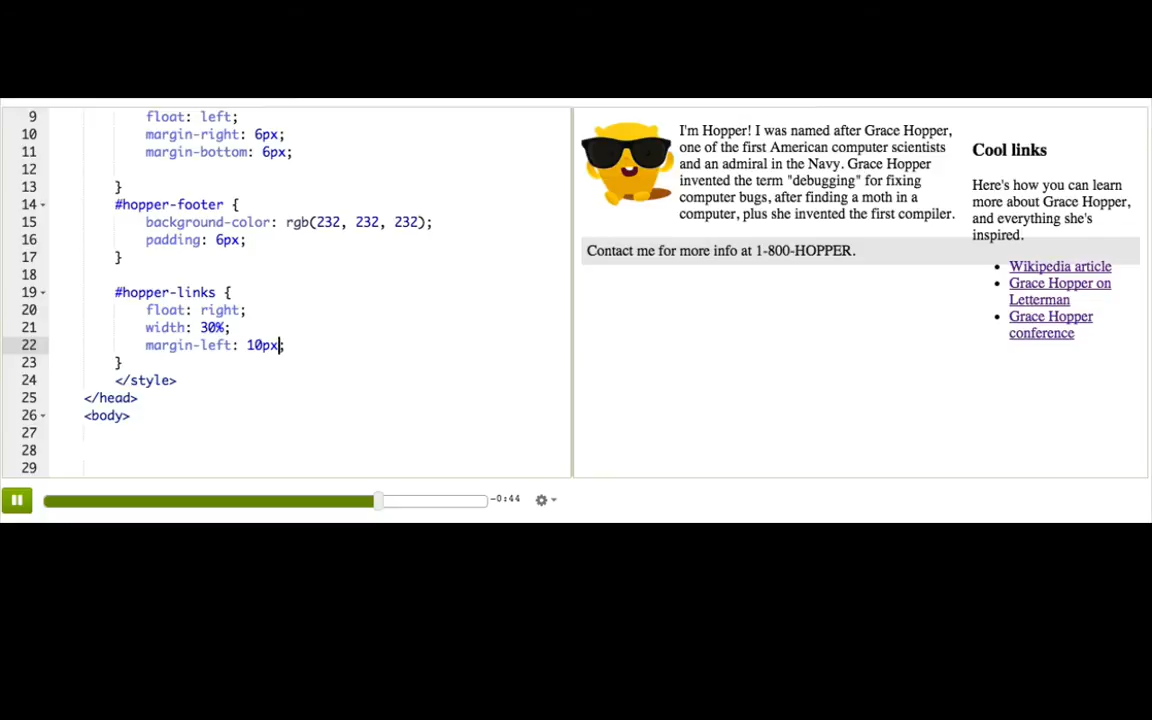 9 float: left;
10 margin-right: 6px;
11 margin-bottom: 6px;
12
13 }
14 #hopper-footer {
15 background-color: rgb(232, 232, 232);
16 padding: 6px;
17 }
18
19 #hopper-links {
20 float: right;
21 width: 30%;
22 margin-left: 10px;
23 }
24 </style>
25 </head>
26 <body>
27
28
29
I'm Hopper! I was named after Grace Hopper,
one of the first American computer scientists
and an admiral in the Navy. Grace Hopper
invented the term "debugging" for fixing
computer bugs, after finding a moth in a
computer, plus she invented the first compiler.
Contact me for more info at 1-800-HOPPER.
Cool links
Here's how you can learn
more about Grace Hopper,
and everything she's
inspired.
• Wikipedia article
• Grace Hopper on
Letterman
• Grace Hopper
conference
-0:44